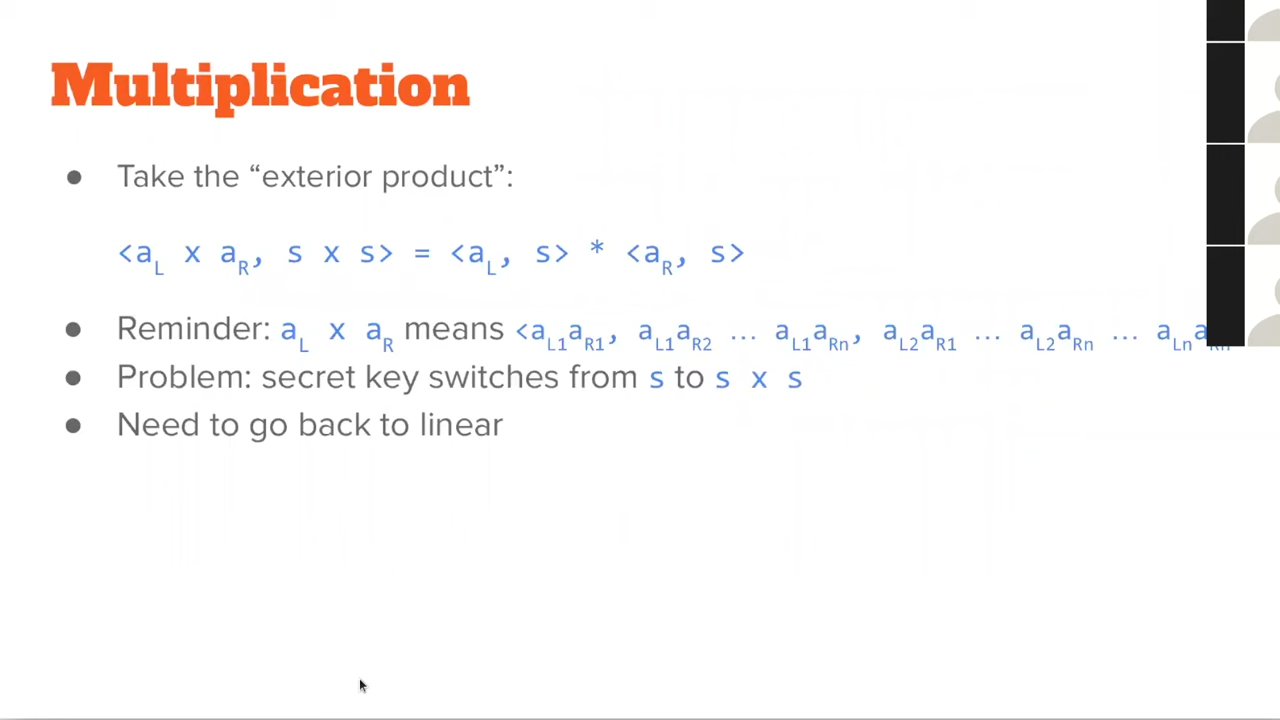 Multiplication
● Take the “exterior product”:
<aL x aR, s x s> = <aL, s> * <aR, s>
● Reminder: aL x aR means <aL1aR1, aL1aR2 … aL1aRn, aL2aR1 … aL2aRn … aLna
● Problem: secret key switches from s to s x s
● Need to go back to linear